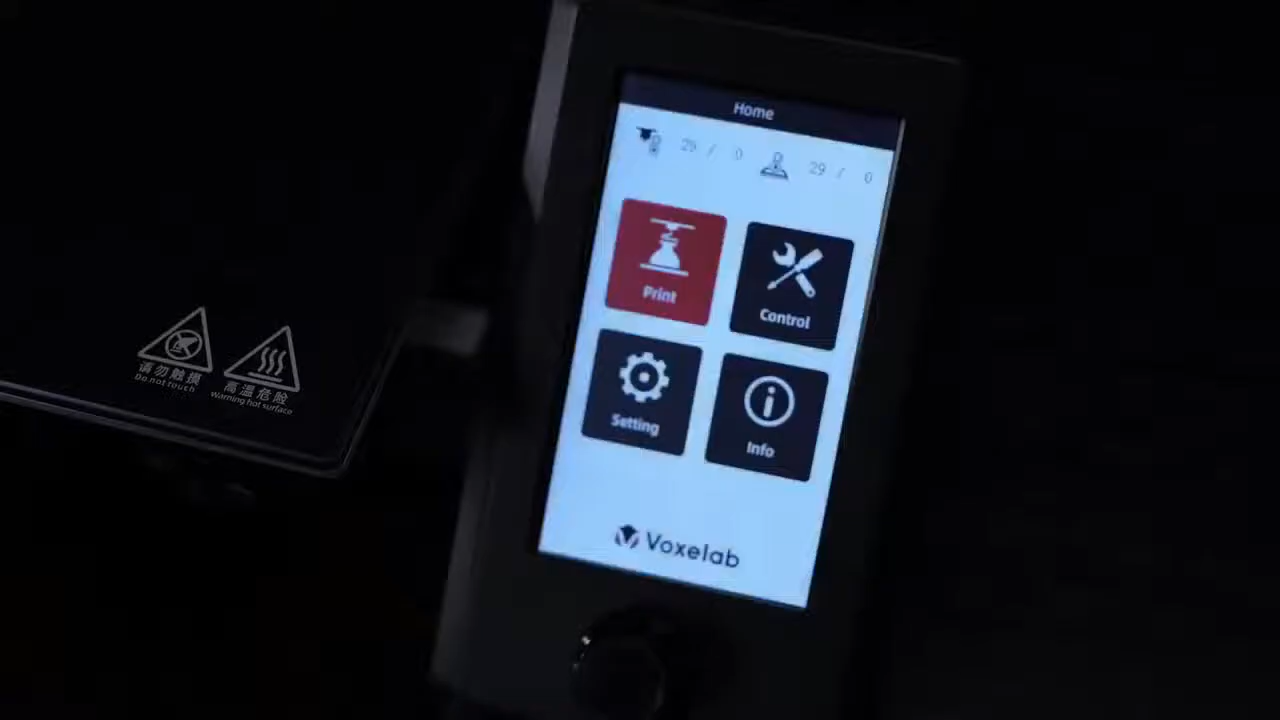 Home
29 / 0 29 / 0
Print
Control
Setting
Info
Voxelab
请勿触摸
Do not touch
高温危险
Warning hot surface